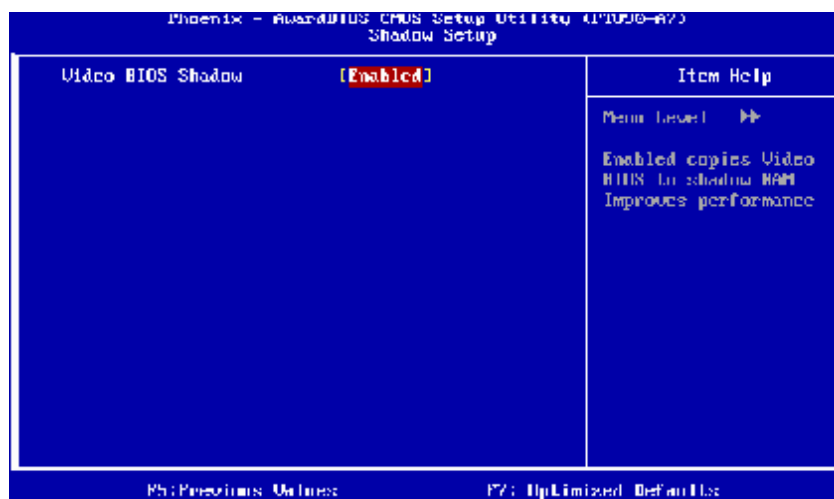 Phoenix - AwardBIOS CMOS Setup Utility
Shadow Setup
Video BIOS Shadow [Enabled]
Item Help
Menu Level ▶▶
Enabled copies Video
BIOS to shadow RAM
Improves performance
F5:Previous Values F7: Optimized Defaults